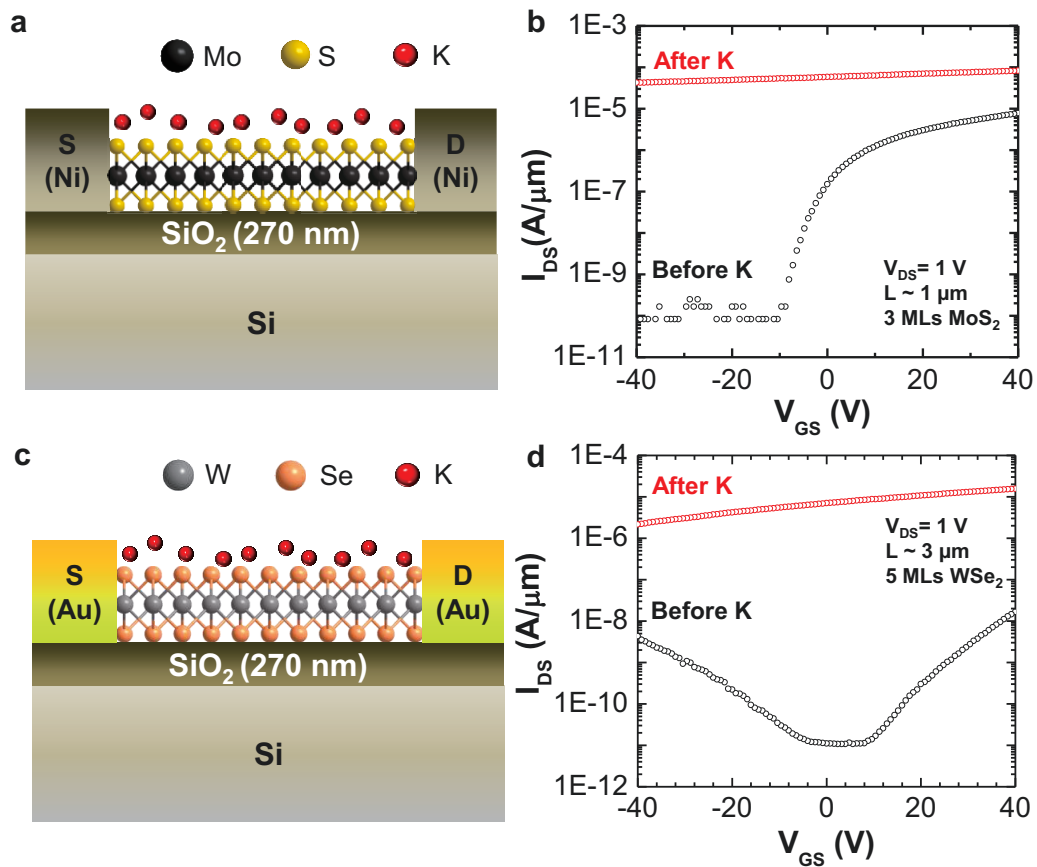 a
Mo
S
K
S
(Ni)
D
(Ni)
SiO2 (270 nm)
Si
b
1E-3
1E-5
1E-7
1E-9
1E-11
IDS(A/μm)
After K
Before K
VDS= 1 V
L ~ 1 μm
3 MLs MoS2
-40
-20
0
20
40
VGS (V)
c
W
Se
K
S
(Au)
D
(Au)
SiO2 (270 nm)
Si
d
1E-4
1E-6
1E-8
1E-10
1E-12
IDS (A/μm)
After K
VDS= 1 V
L ~ 3 μm
5 MLs WSe2
Before K
-40
-20
0
20
40
VGS (V)